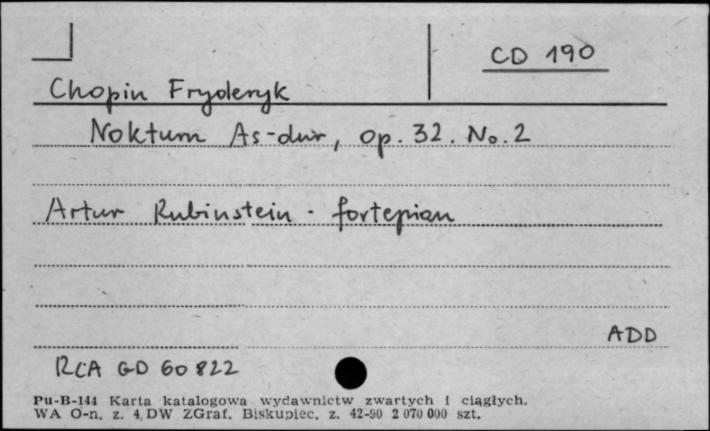 CD 190
Chopin Fryderyk
Nokturn As-dur, op. 32. No. 2
Artur Rubinstein - fortepian
ADD
RCA GD 60822
Pu-B-144 Karta katalogowa wydawnictw zwartych i ciągłych.
WA O-n, z. 4, DW ZGraf. Biskupiec, z. 42-90 2 070 000 szt.